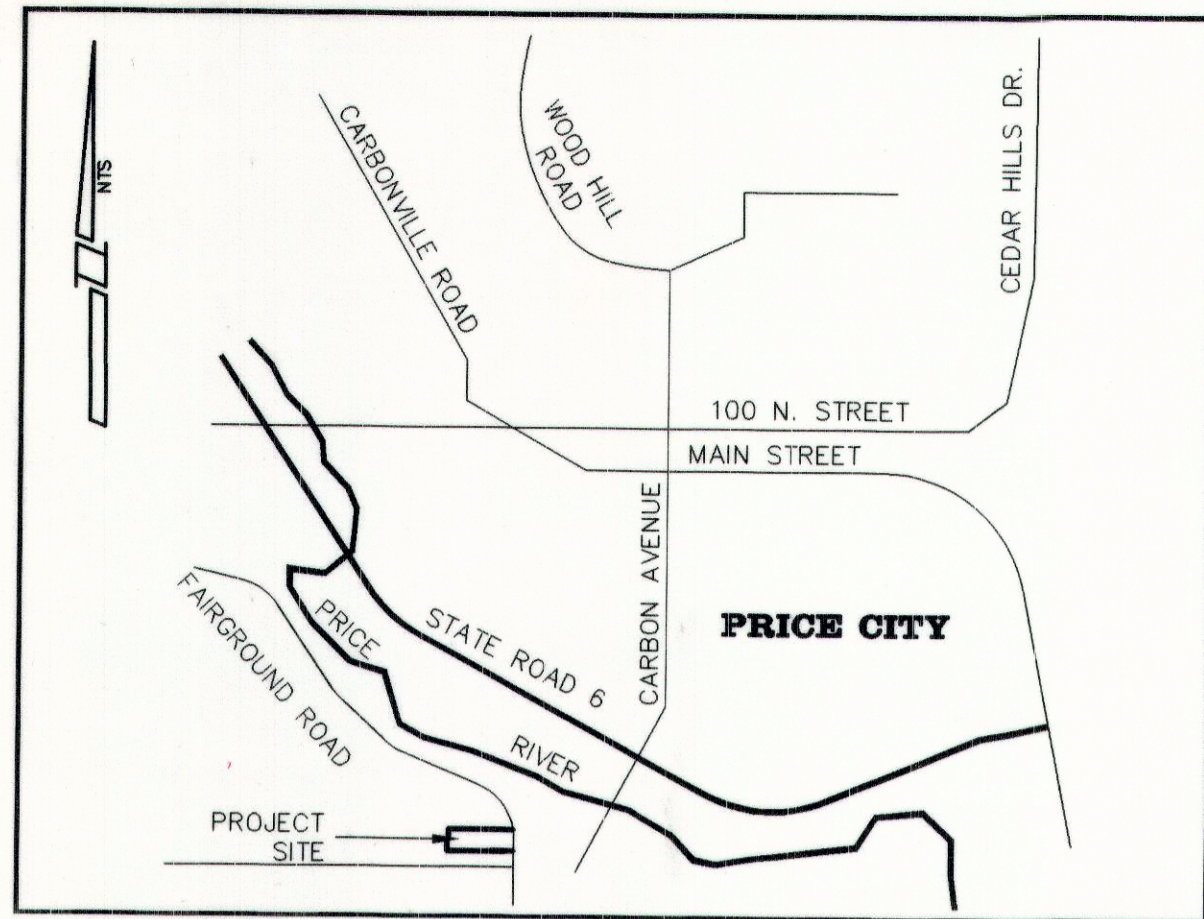 NTS
CARBONVILLE ROAD
WOOD HILL
ROAD
CEDAR HILLS DR.
100 N. STREET
MAIN STREET
CARBON AVENUE
PRICE CITY
STATE ROAD 6
PRICE
RIVER
FAIRGROUND ROAD
PROJECT
SITE